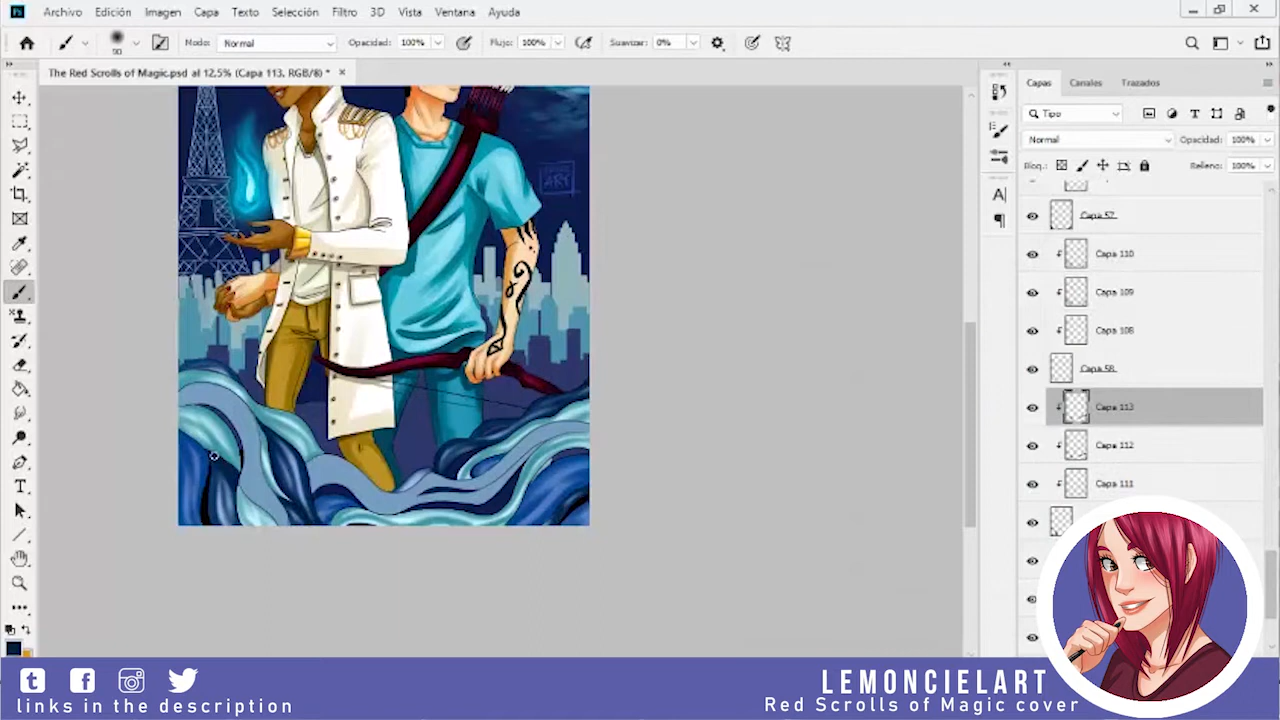 Archivo Edición Imagen Capa Texto Selección Filtro 3D Vista Ventana Ayuda
50 Modo: Normal Opacidad: 100% Flujo: 100% Suavizar: 0%
The Red Scrolls of Magic.psd al 12,5% (Capa 113, RGB/8) * ×
Capas Canales Trazados
Tipo
Normal Opacidad: 100%
Bloq.: Relleno: 100%
Capa 57
Capa 110
Capa 109
Capa 108
Capa 58
Capa 113
Capa 112
Capa 111
ART
LEMONCIELART
links in the description
Red Scrolls of Magic cover